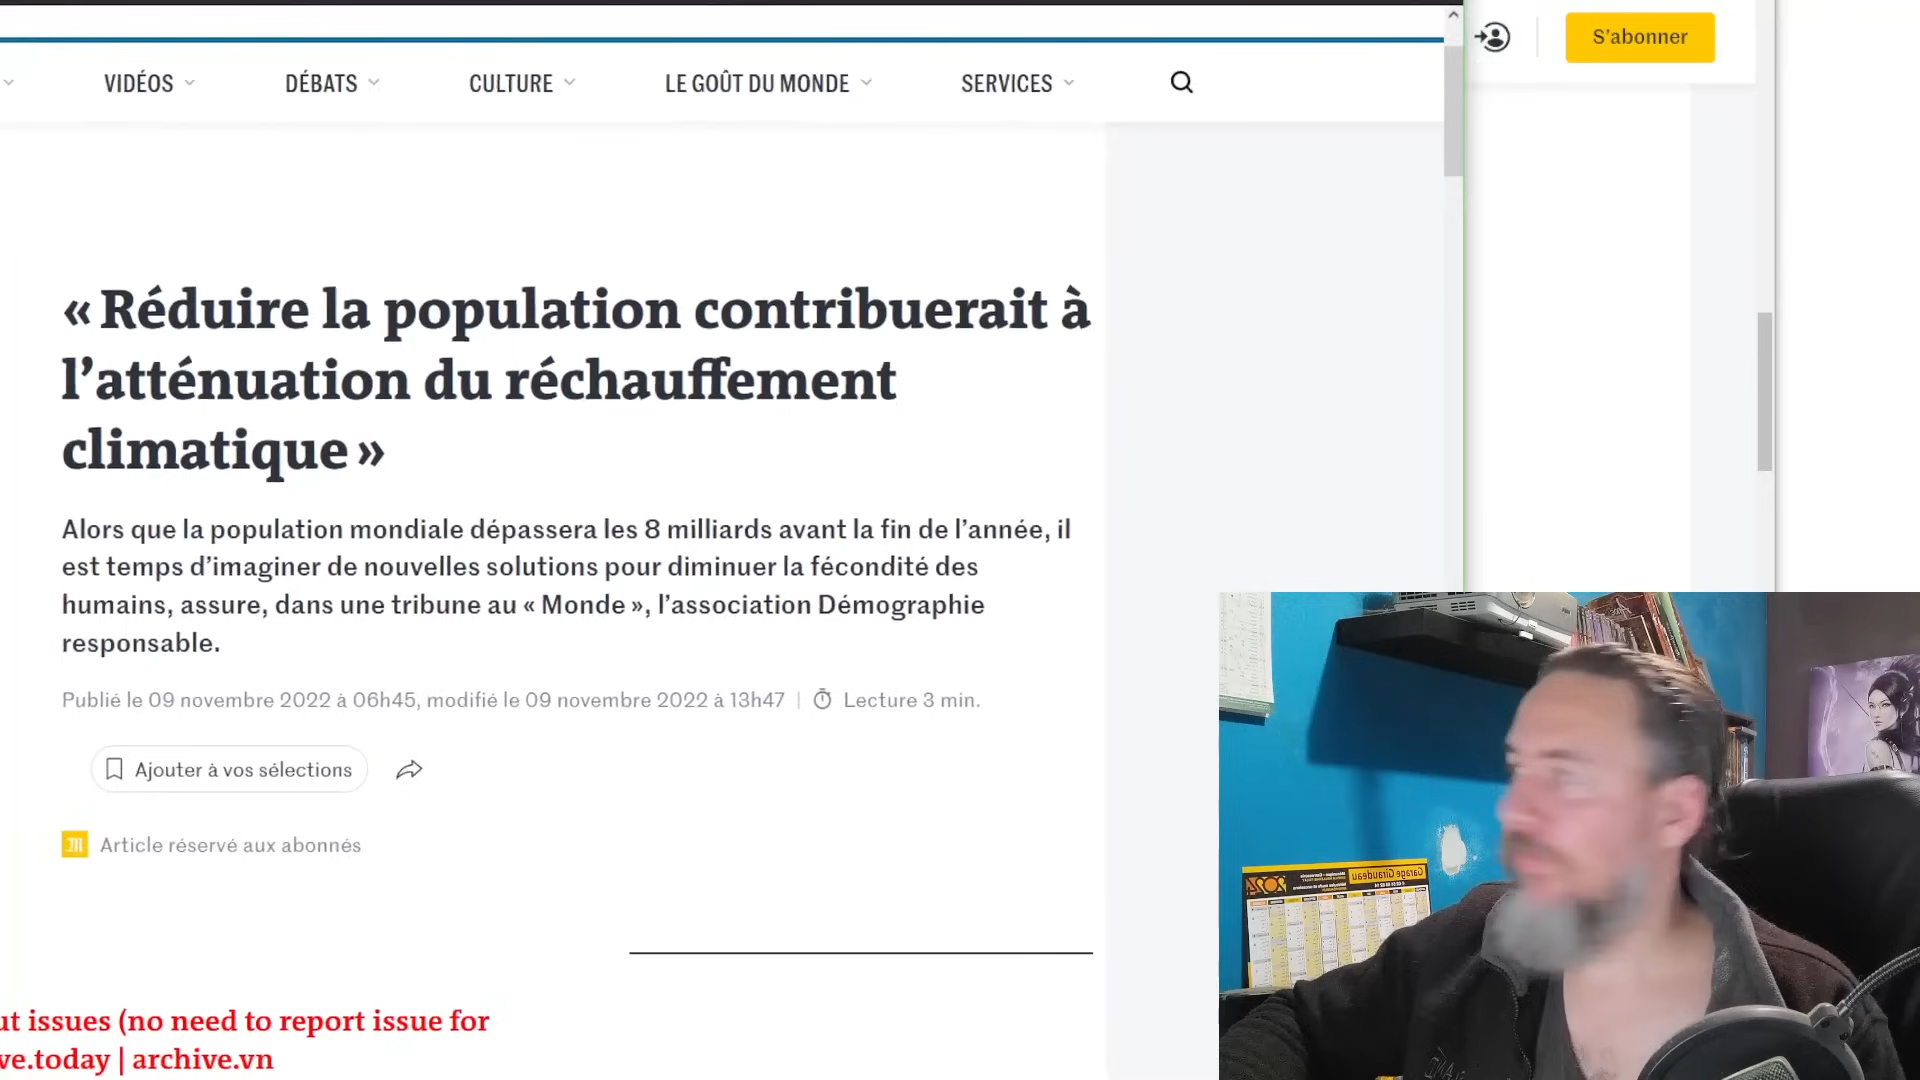 S'abonner
VIDÉOS
DÉBATS
CULTURE
LE GOÛT DU MONDE
SERVICES
« Réduire la population contribuerait à
l’atténuation du réchauffement
climatique »
Alors que la population mondiale dépassera les 8 milliards avant la fin de l’année, il
est temps d’imaginer de nouvelles solutions pour diminuer la fécondité des
humains, assure, dans une tribune au « Monde », l’association Démographie
responsable.
Publié le 09 novembre 2022 à 06h45, modifié le 09 novembre 2022 à 13h47 | Lecture 3 min.
Ajouter à vos sélections
Article réservé aux abonnés
ut issues (no need to report issue for
ve.today | archive.vn
Garage Giraudeau
2022